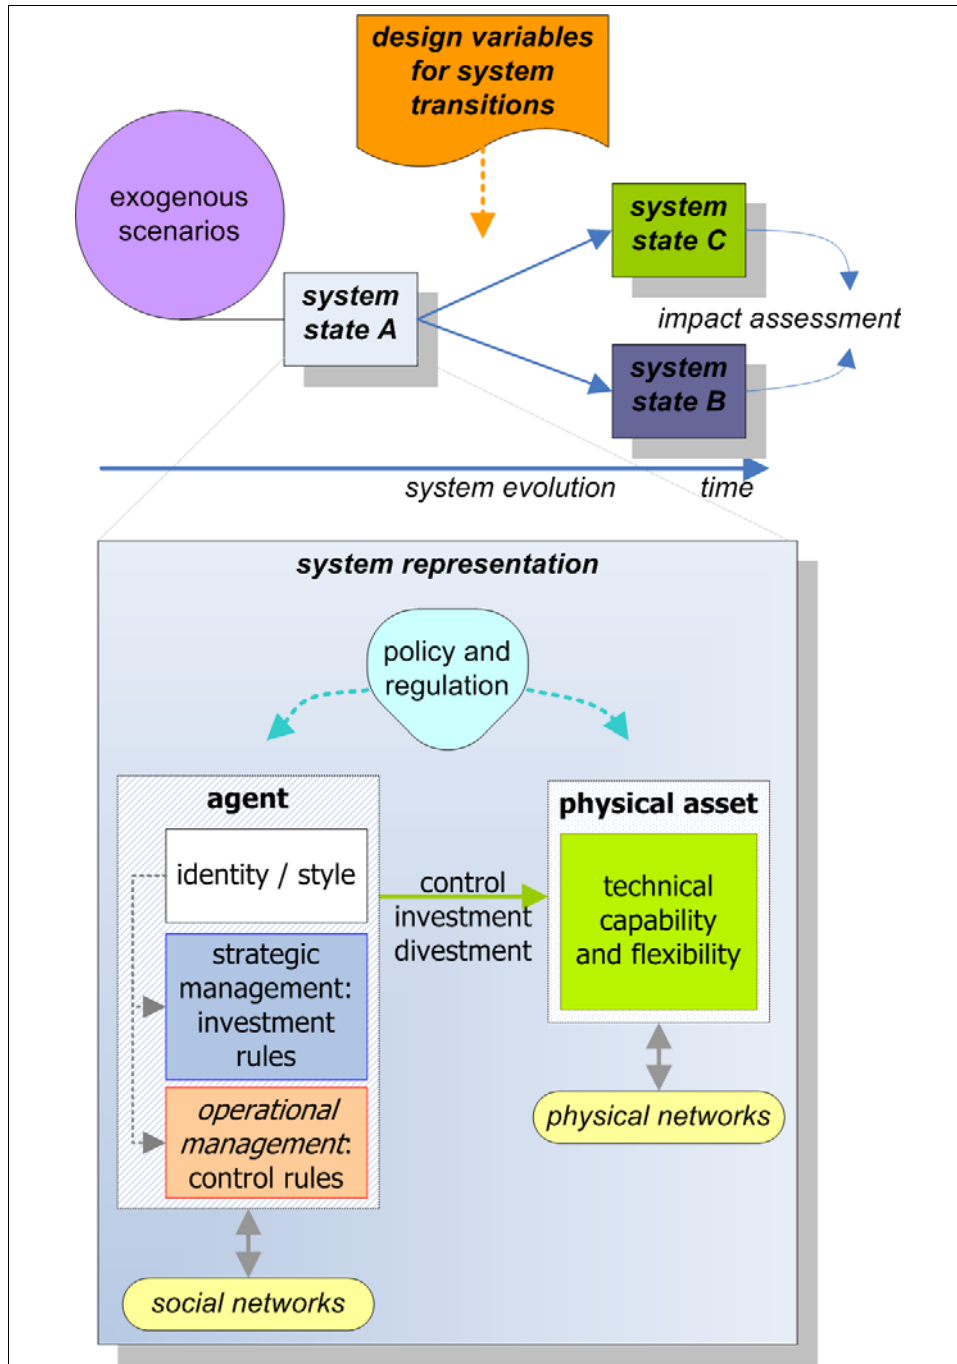 design variables
for system
transitions
exogenous
scenarios
system
state C
system
state A
impact assessment
system
state B
system evolution
time
system representation
policy and
regulation
agent
physical asset
identity / style
control
investment
divestment
technical
capability
and flexibility
strategic
management:
investment
rules
operational
management:
control rules
physical networks
social networks